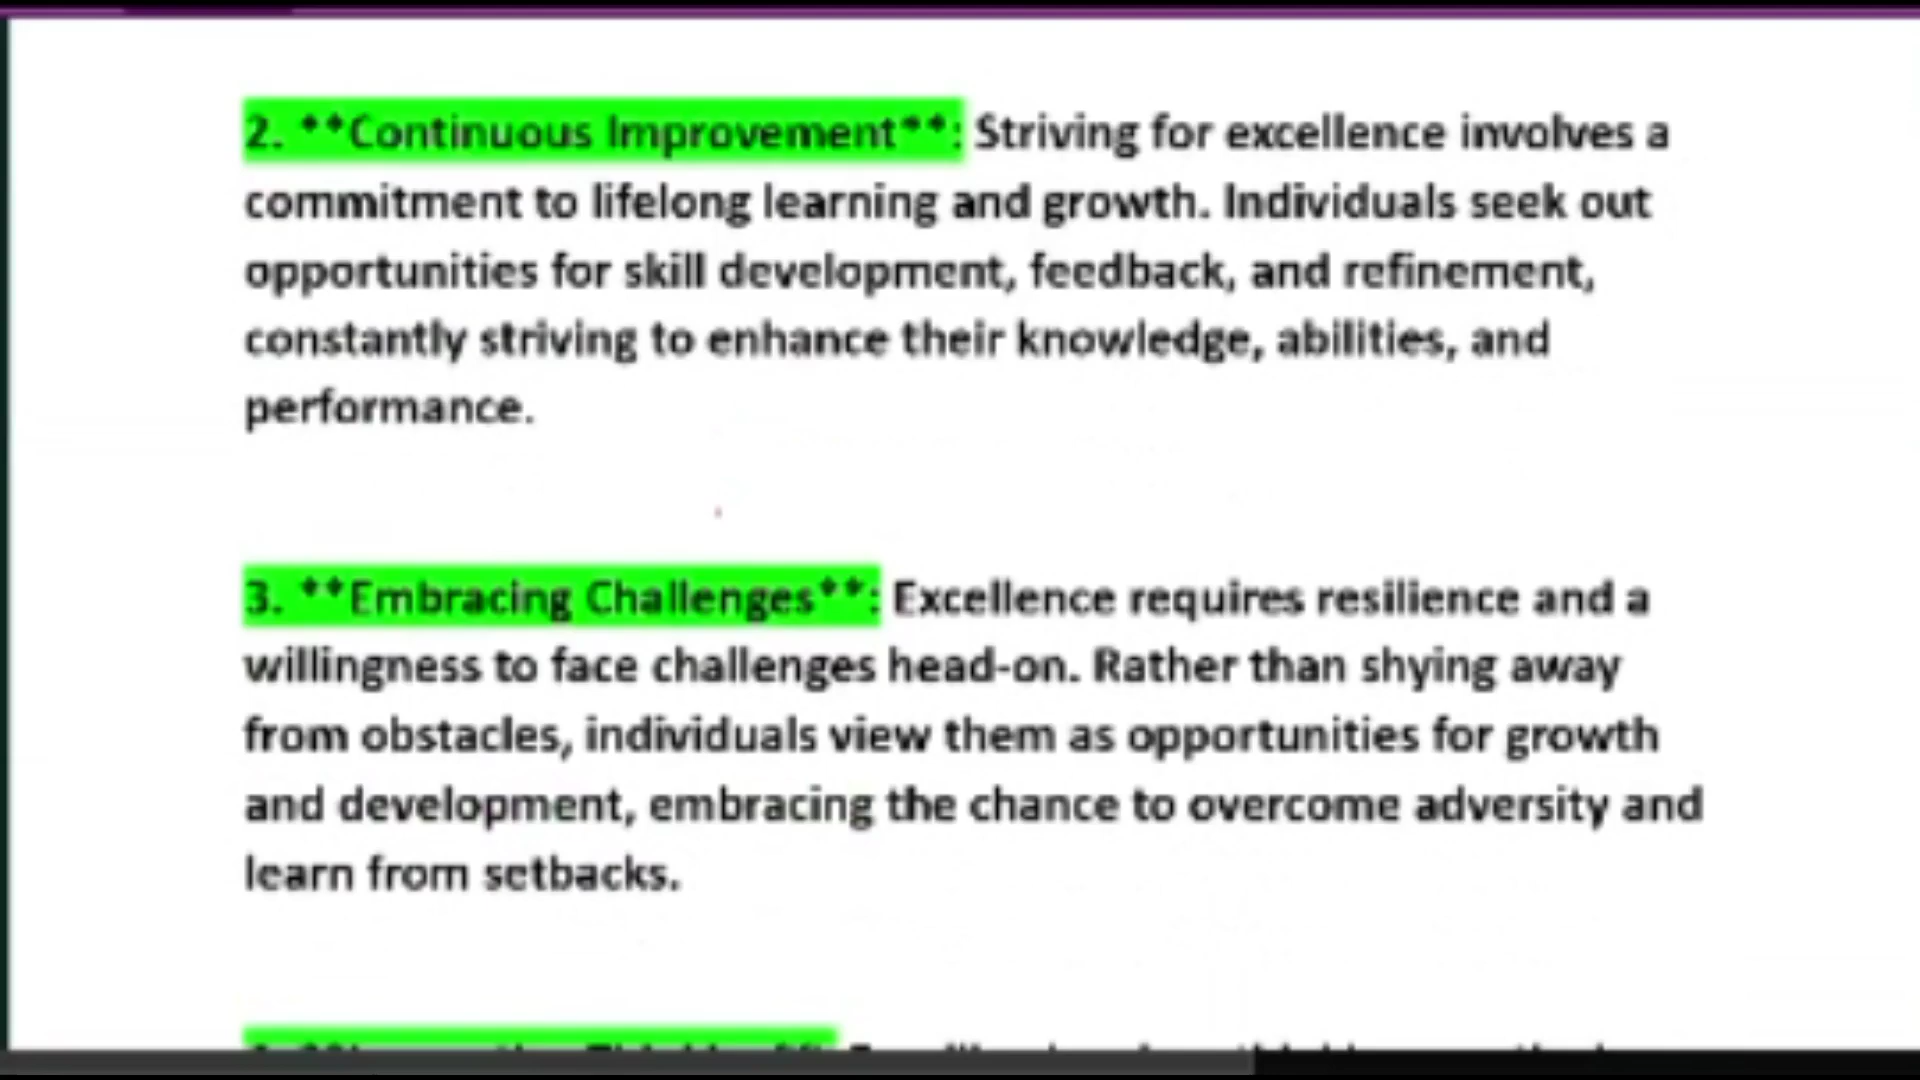 2. **Continuous Improvement**: Striving for excellence involves a
commitment to lifelong learning and growth. Individuals seek out
opportunities for skill development, feedback, and refinement,
constantly striving to enhance their knowledge, abilities, and
performance.
3. **Embracing Challenges**: Excellence requires resilience and a
willingness to face challenges head-on. Rather than shying away
from obstacles, individuals view them as opportunities for growth
and development, embracing the chance to overcome adversity and
learn from setbacks.